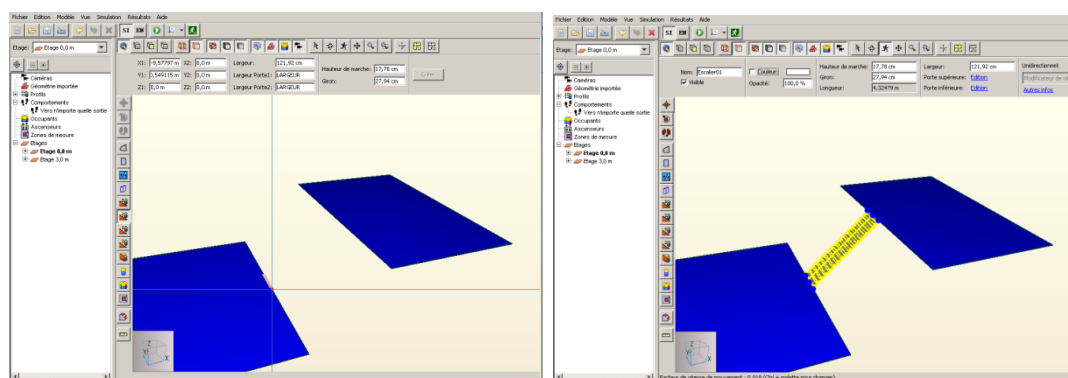 Fichier Edition Modèle Vue Simulation Résultats Aide
Etage: Etage 0,0 m
X1: -9,57797 m X2: 0,0 m Largeur: 121,92 cm
Y1: 0,549115 m Y2: 0,0 m Largeur Porte1: LARGEUR
Z1: 0,0 m Z2: 0,0 m Largeur Porte2: LARGEUR
Hauteur de marche: 17,78 cm
Giron: 27,94 cm
Créer
Caméras
Géométrie importée
Profils
Comportements
Vers n'importe quelle sortie
Occupants
Ascenseurs
Zones de mesure
Etages
Etage 0,0 m
Etage 3,0 m
Z
Y
X
Fichier Edition Modèle Vue Simulation Résultats Aide
Etage: Etage 0,0 m
Nom: Escalier01
Visible
Couleur:
Opacité: 100,0 %
Hauteur de marche: 17,78 cm
Giron: 27,94 cm
Longueur: 4,32479 m
Largeur: 121,92 cm
Porte supérieure: Edition
Porte inférieure: Edition
Unidirectionnel:
Modificateur de
Autres infos
Caméras
Géométrie importée
Profils
Comportements
Vers n'importe quelle sortie
Occupants
Ascenseurs
Zones de mesure
Etages
Etage 0,0 m
Etage 3,0 m
Z
Y
X